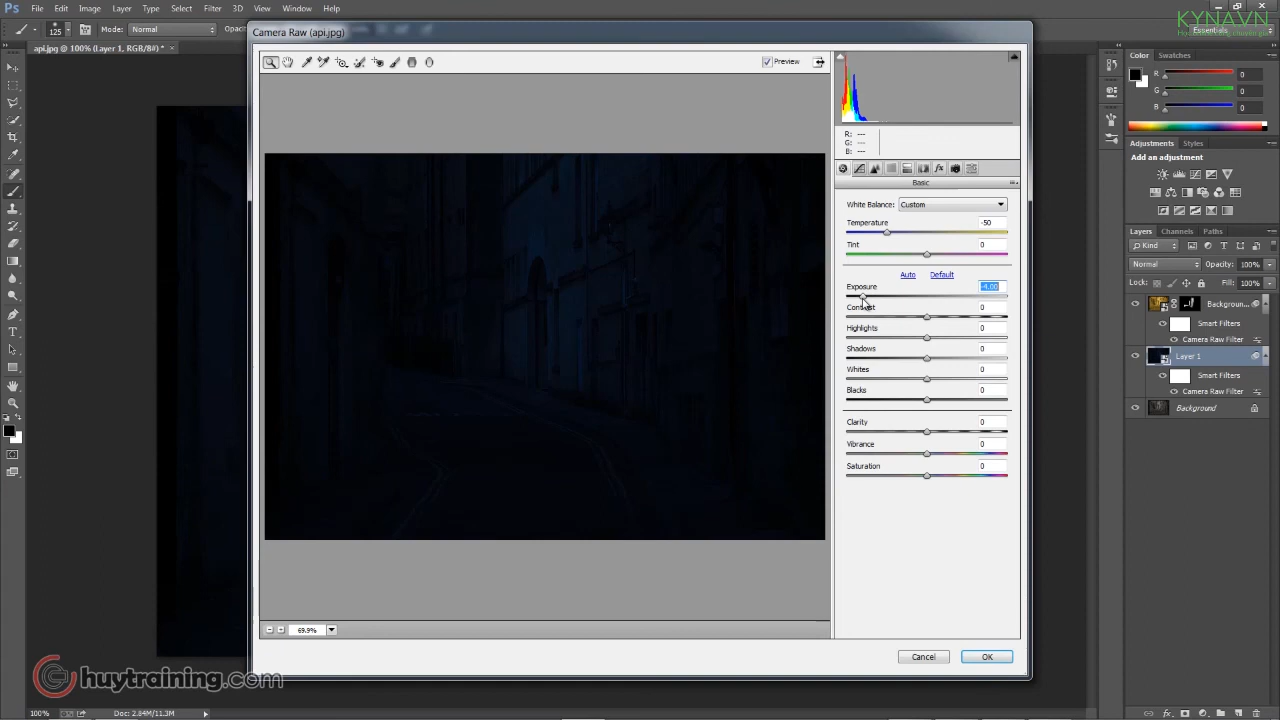 Ps File Edit Image Layer Type Select Filter 3D View Window Help
KYNAVN
125 Mode: Normal
Essentials
api.jpg @ 100% (Layer 1, RGB/8#) * ×
Camera Raw (api.jpg)
Preview
R: ---
G: ---
B: ---
fx
Basic
White Balance: Custom
Temperature -50
Tint 0
Auto Default
Exposure -4.00
Contrast 0
Highlights 0
Shadows 0
Whites 0
Blacks 0
Clarity 0
Vibrance 0
Saturation 0
69.9%
Cancel OK
Color Swatches
R 0
G 0
B 0
Adjustments Styles
Add an adjustment
Layers Channels Paths
Kind
Normal Opacity: 100%
Lock: Fill: 100%
Backgroun...
Smart Filters
Camera Raw Filter
Layer 1
Smart Filters
Camera Raw Filter
Background
huytraining.com
100% Doc: 2.84M/11.3M
fx